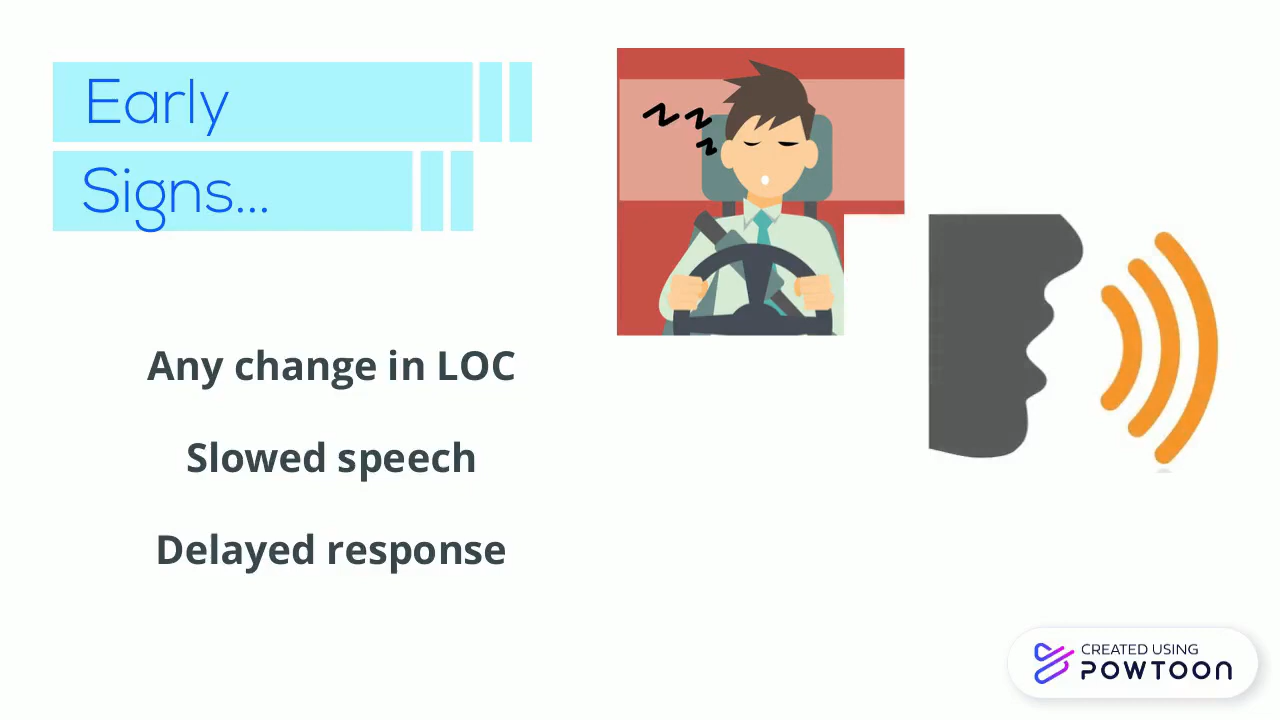 Early
Signs...
Any change in LOC
Slowed speech
Delayed response
CREATED USING
POWTOON